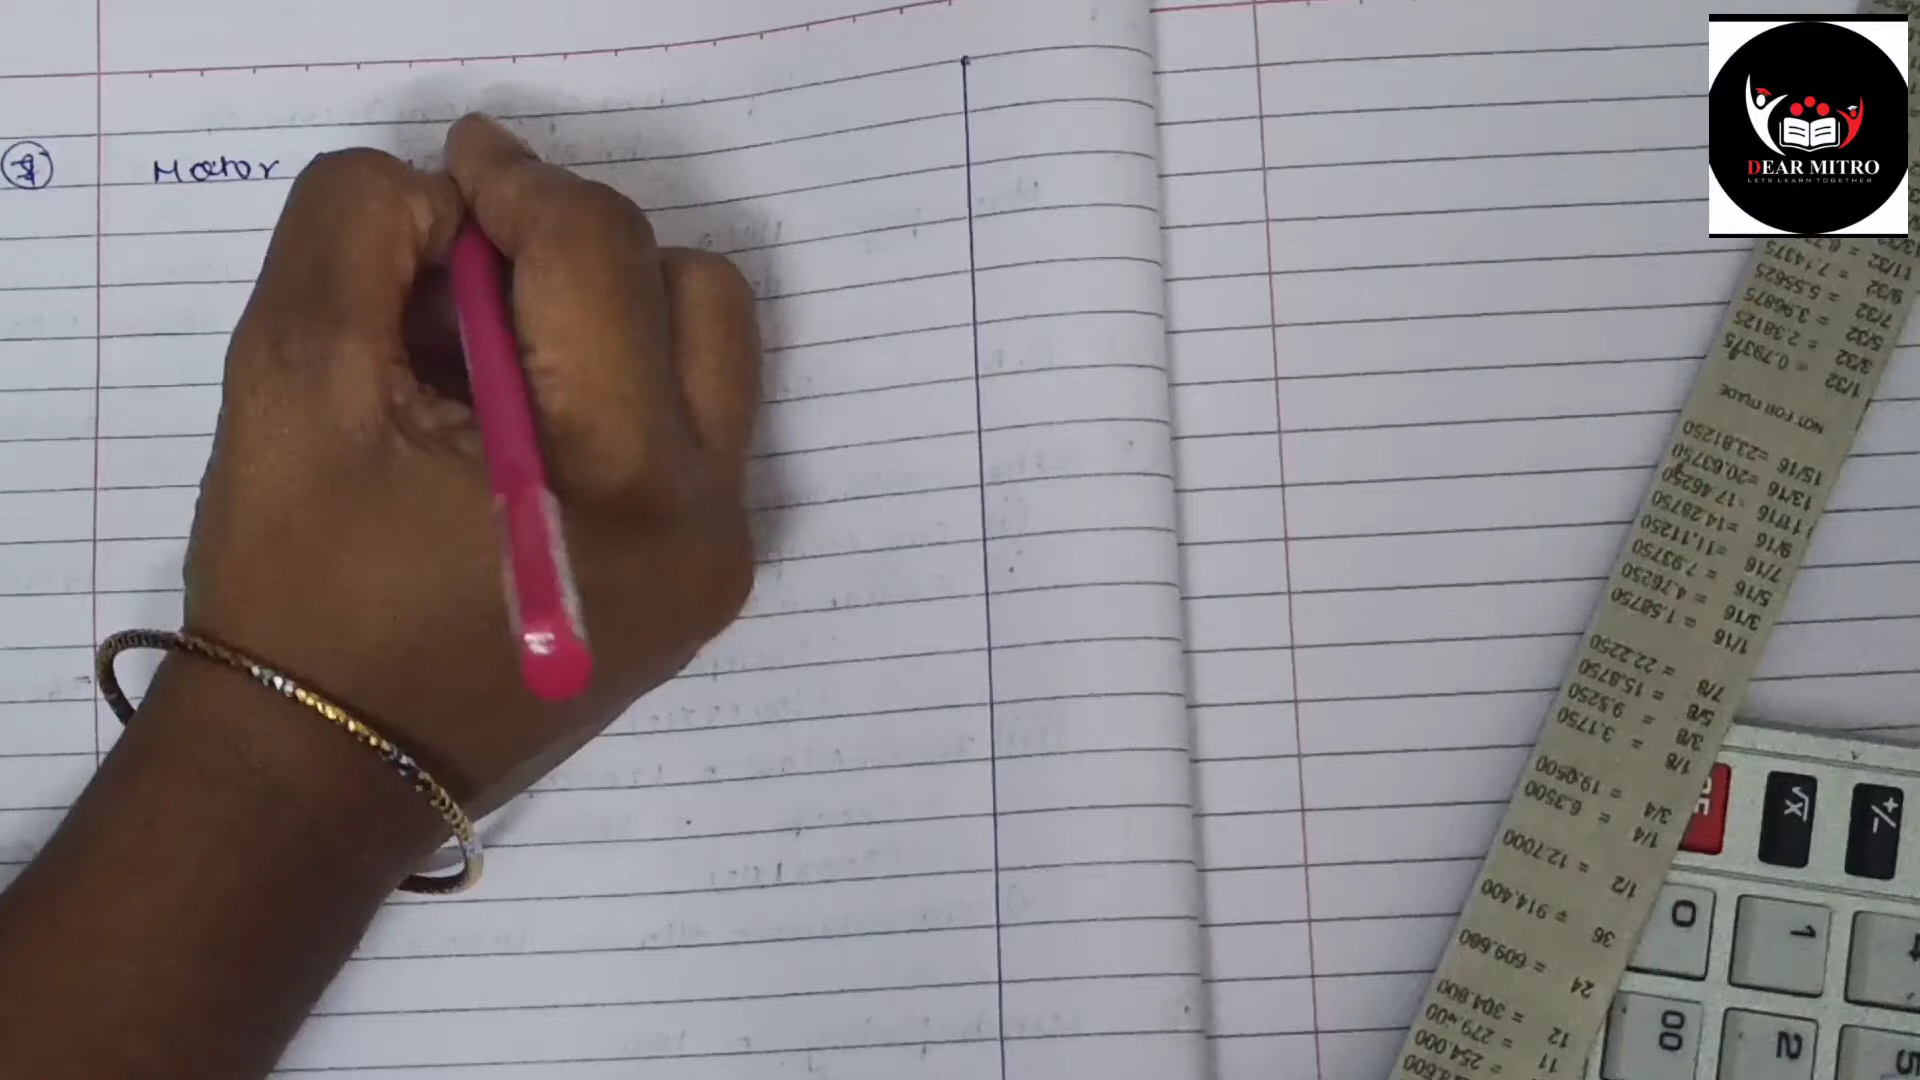 Motor
DEAR MITRO
LETS LEARN TOGETHER
11/32
9/32 = 7.14375
7/32 = 5.55625
5/32 = 3.96875
3/32 = 2.38125
1/32 = 0.79375
NOT FOR TRADE
15/16 =23.81250
13/16 =20.63750
11/16 17.46250
9/16 =14.28750
7/16 =11.11250
5/16 = 7.93750
3/16 = 4.76250
1/16 = 1.58750
7/8 = 22.2250
5/8 = 15.8750
3/8 = 9.5250
1/8 = 3.1750
3/4 = 19.0500
1/4 = 6.3500
1/2 = 12.7000
36 = 914.400
24 = 609.600
12 = 304.800
11 = 279.400
= 254.000
√x
+/-
0
1
00
2